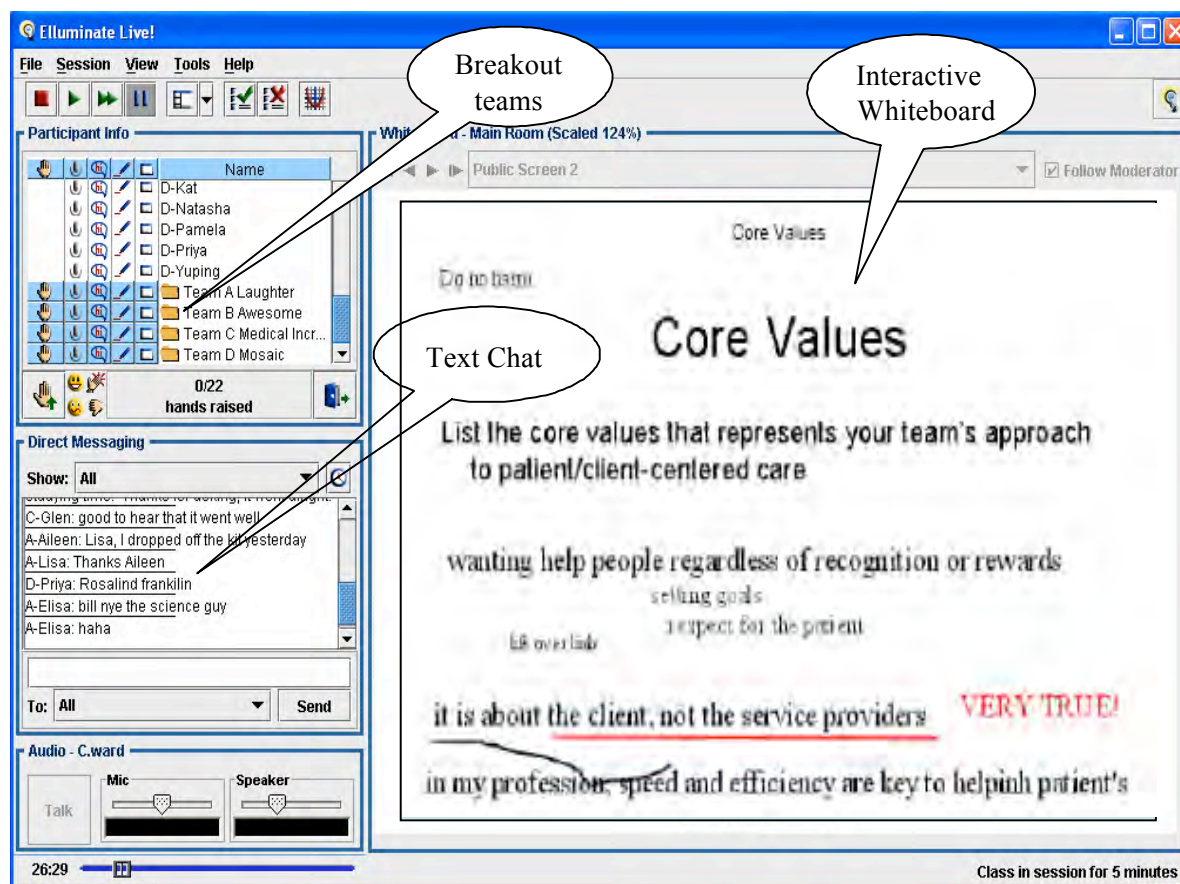 Elluminate Live!
File Session View Tools Help
Breakout
teams
Interactive
Whiteboard
Participant Info
Name
D-Kat
D-Natasha
D-Pamela
D-Priya
D-Yuping
Team A Laughter
Team B Awesome
Team C Medical Incr...
Team D Mosaic
0/22
hands raised
Direct Messaging
Show: All
C-Glen: good to hear that it went well
A-Aileen: Lisa, I dropped off the kit yesterday
A-Lisa: Thanks Aileen
D-Priya: Rosalind frankilin
A-Elisa: bill nye the science guy
A-Elisa: haha
Text Chat
To: All
Send
Audio - C.ward
Talk
Mic
Speaker
26:29
- Main Room (Scaled 124%)
Public Screen 2
Follow Moderator
Core Values
Do no harm
Core Values
List the core values that represents your team's approach
to patient/client-centered care
wanting help people regardless of recognition or rewards
setting goals
respect for the patient
it is about the client, not the service providers
VERY TRUE!
in my profession, speed and efficiency are key to helpinh patient's
Class in session for 5 minutes